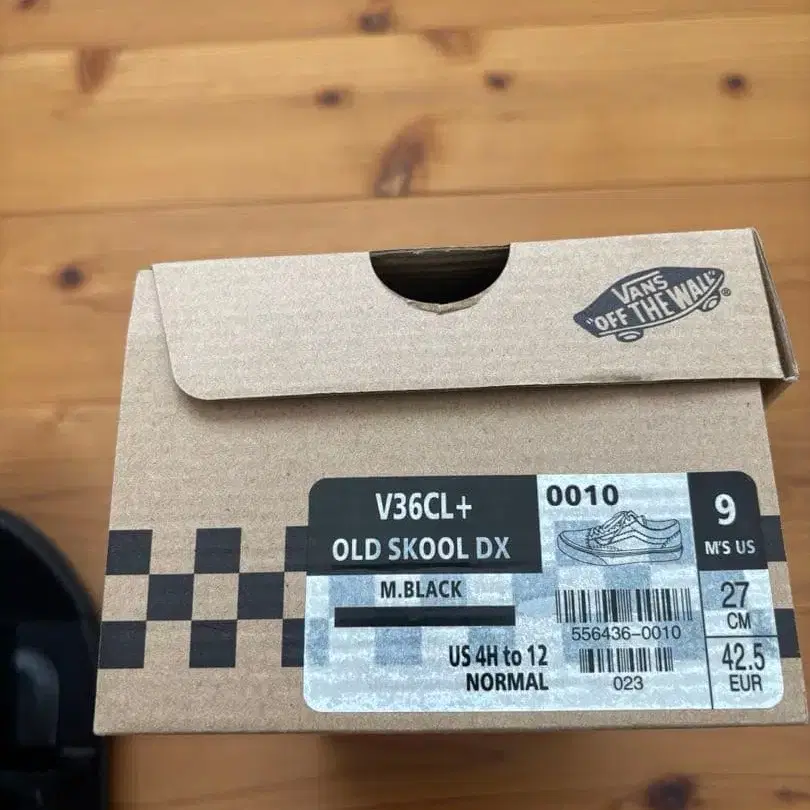 VANS
"OFF THE WALL"
®
V36CL+
OLD SKOOL DX
M.BLACK
US 4H to 12
NORMAL
0010
556436-0010
023
9
M'S US
27
CM
42.5
EUR